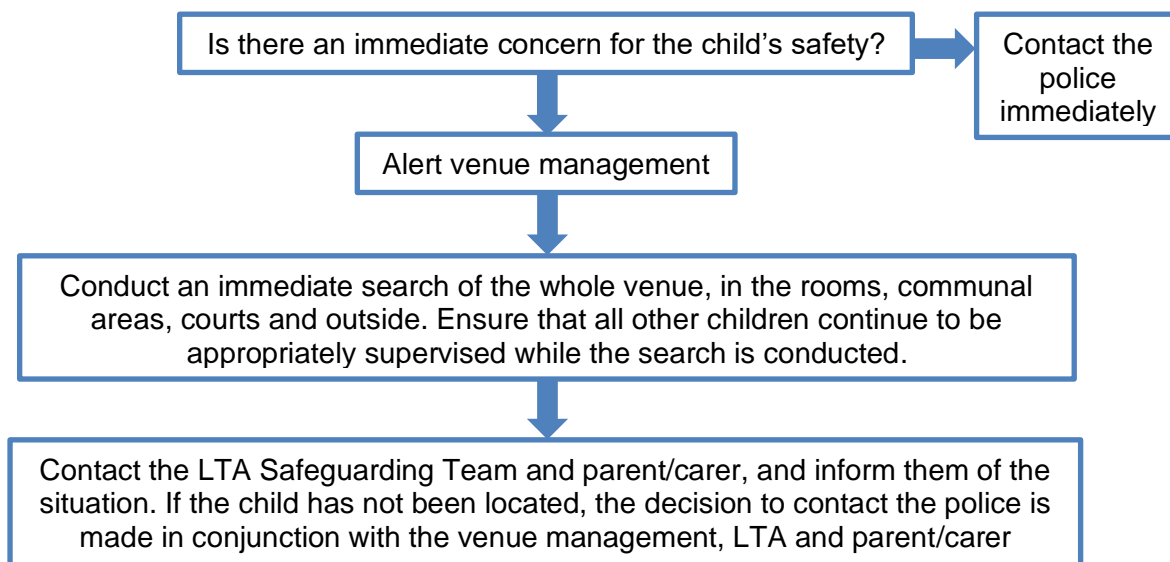 Is there an immediate concern for the child’s safety?
Contact the
police
immediately
Alert venue management
Conduct an immediate search of the whole venue, in the rooms, communal
areas, courts and outside. Ensure that all other children continue to be
appropriately supervised while the search is conducted.
Contact the LTA Safeguarding Team and parent/carer, and inform them of the
situation. If the child has not been located, the decision to contact the police is
made in conjunction with the venue management, LTA and parent/carer